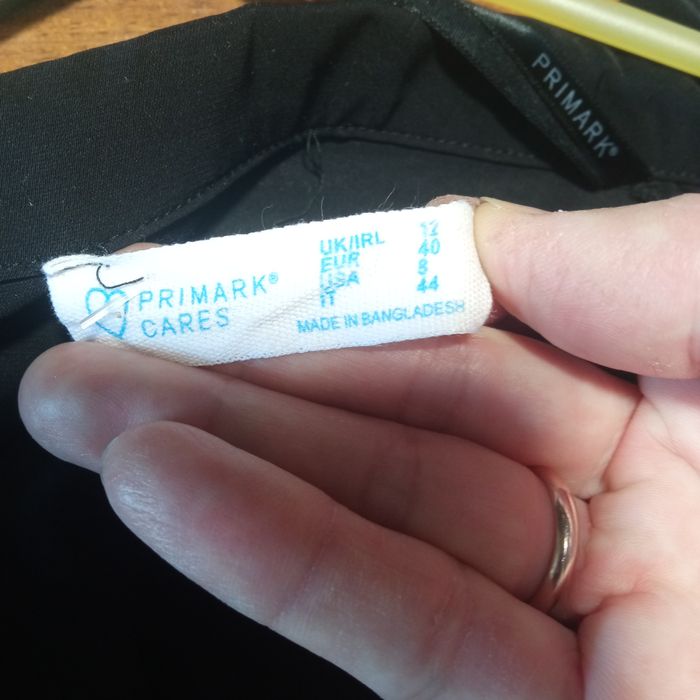 PRIMARK®
PRIMARK®
CARES
UK/IRL 12
EUR 40
USA 8
IT 44
MADE IN BANGLADESH